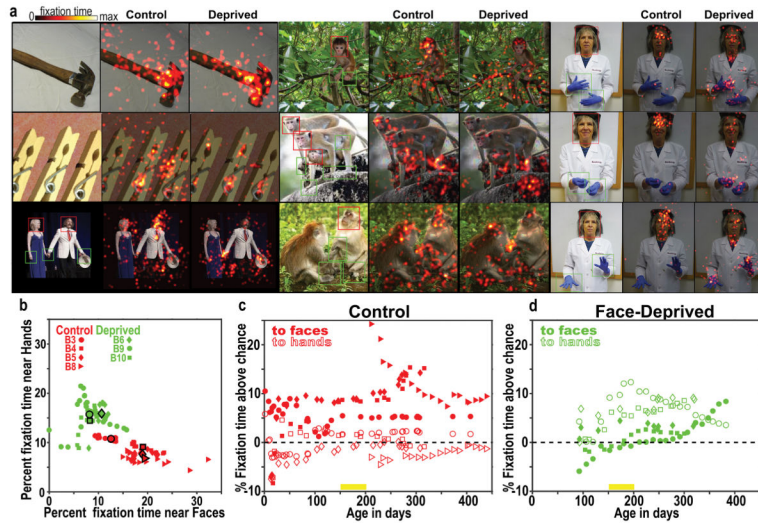 a
fixation time
0 max
Control Deprived Control Deprived Control Deprived
b
Control Deprived
B3 B6
B4 B9
B5 B10
B8
Percent fixation time near Hands
25
20
15
10
5
0
0 10 20 30
Percent fixation time near Faces
c
Control
to faces
to hands
% Fixation time above chance
20
10
0
-10
0 100 200 300 400
Age in days
d
Face-Deprived
to faces
to hands
% Fixation time above chance
20
10
0
-10
0 100 200 300 400
Age in days